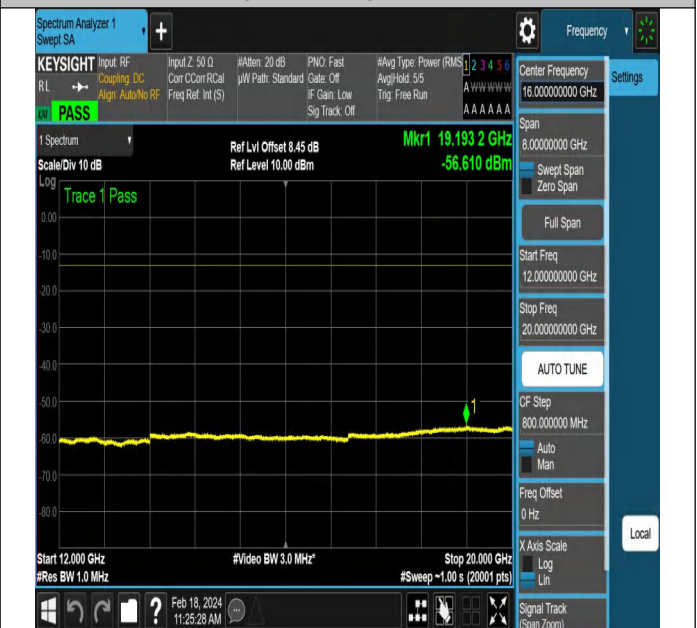 Spectrum Analyzer 1
Swept SA
+
Frequency
KEYSIGHT
RL
PASS
Input: RF
Coupling: DC
Align: Auto/No RF
Input Z: 50 Ω
Corr CCorr RCal
Freq Ref: Int (S)
#Atten: 20 dB
µW Path: Standard
PNO: Fast
Gate: Off
IF Gain: Low
Sig Track: Off
#Avg Type: Power (RMS
Avg|Hold: 5/5
Trig: Free Run
1 2 3 4 5 6
A W W W W W
A A A A A A
1 Spectrum
Scale/Div 10 dB
Ref Lvl Offset 8.45 dB
Ref Level 10.00 dBm
Mkr1 19.193 2 GHz
-56.610 dBm
Log
Trace 1 Pass
0.00
-10.0
-20.0
-30.0
-40.0
-50.0
-60.0
-70.0
-80.0
1
Start 12.000 GHz
#Res BW 1.0 MHz
#Video BW 3.0 MHz*
Stop 20.000 GHz
#Sweep ~1.00 s (20001 pts)
Center Frequency
16.000000000 GHz
Settings
Span
8.00000000 GHz
Swept Span
Zero Span
Full Span
Start Freq
12.000000000 GHz
Stop Freq
20.000000000 GHz
AUTO TUNE
CF Step
800.000000 MHz
Auto
Man
Freq Offset
0 Hz
X Axis Scale
Log
Lin
Local
Signal Track
(Span Zoom)
?
Feb 18, 2024
11:25:28 AM